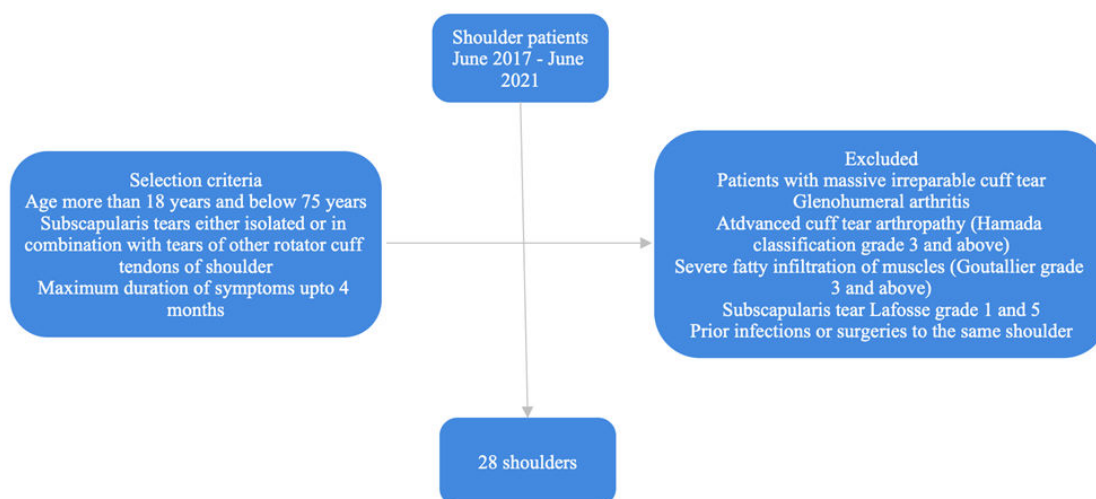 Shoulder patients
June 2017 - June
2021
Selection criteria
Age more than 18 years and below 75 years
Subscapularis tears either isolated or in
combination with tears of other rotator cuff
tendons of shoulder
Maximum duration of symptoms upto 4
months
Excluded
Patients with massive irreparable cuff tear
Glenohumeral arthritis
Atdvanced cuff tear arthropathy (Hamada
classification grade 3 and above)
Severe fatty infiltration of muscles (Goutallier grade
3 and above)
Subscapularis tear Lafosse grade 1 and 5
Prior infections or surgeries to the same shoulder
28 shoulders